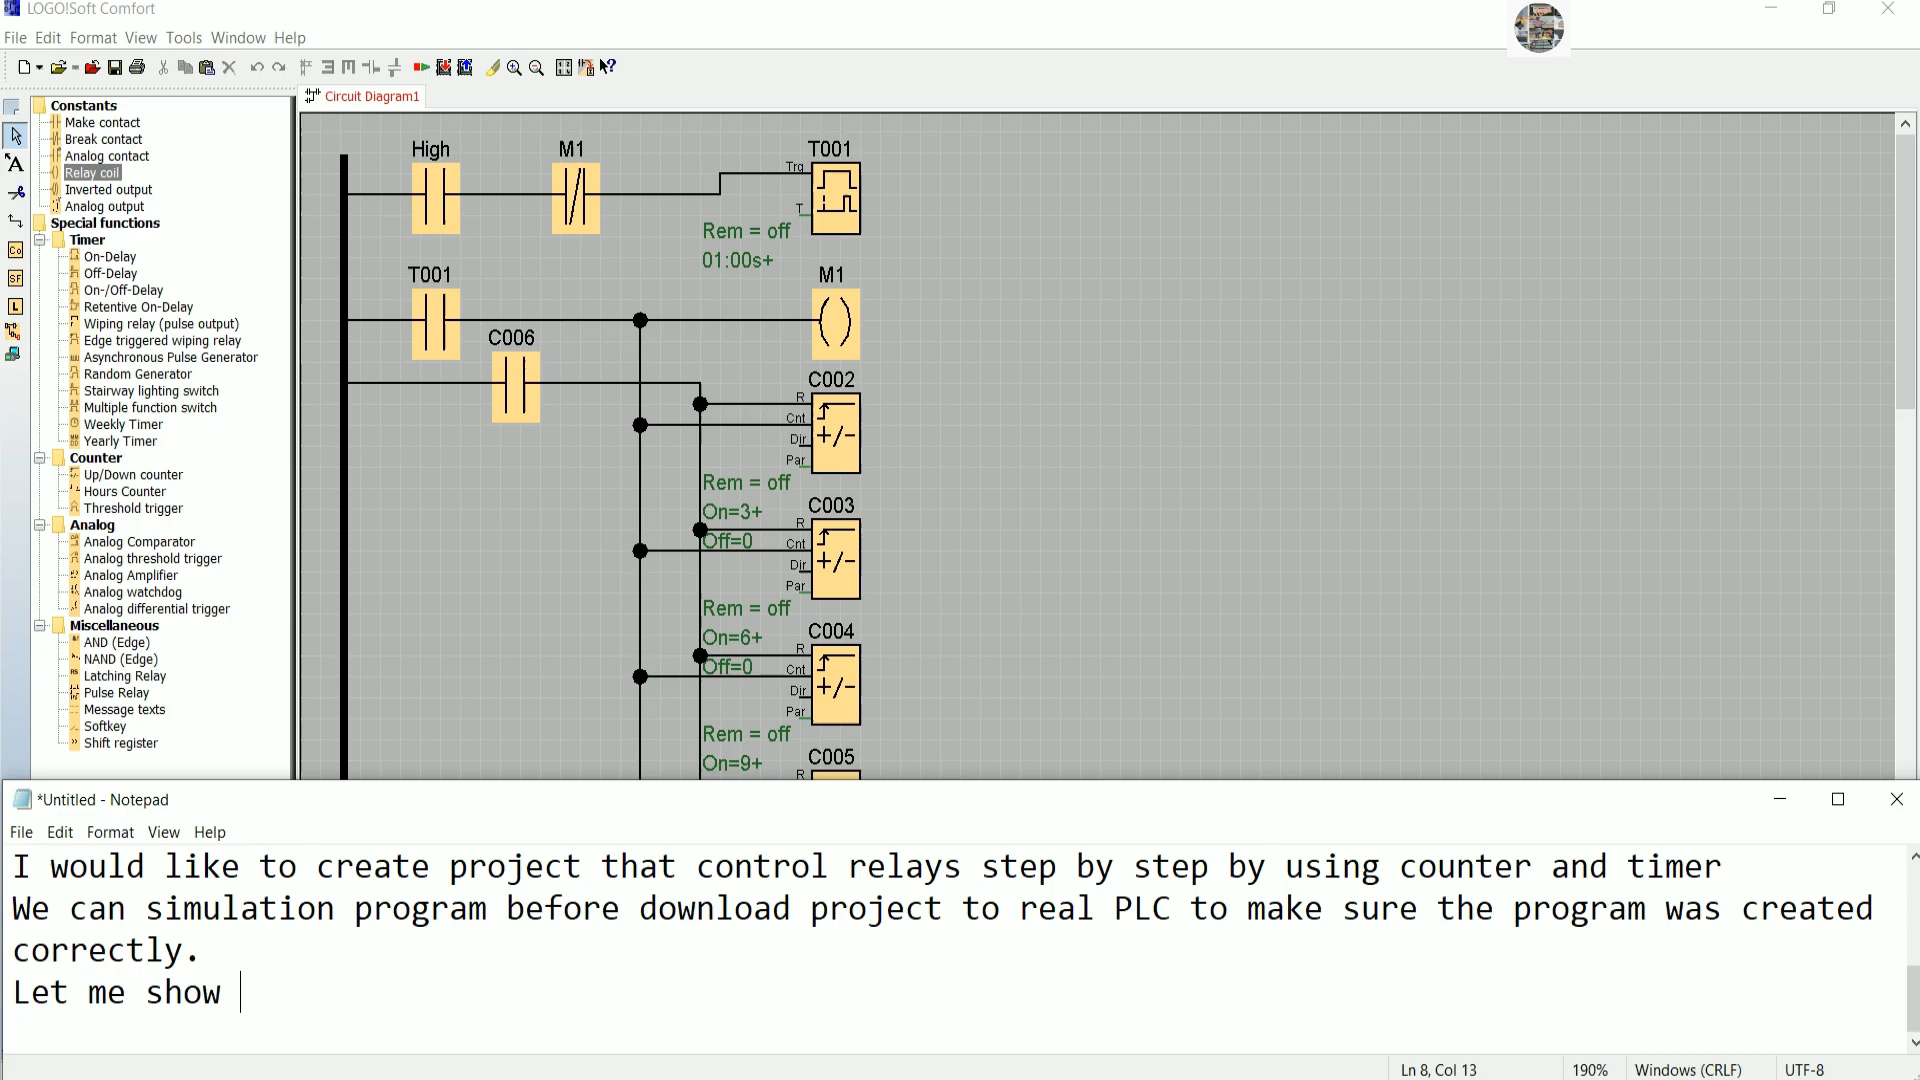 LOGO!Soft Comfort
File Edit Format View Tools Window Help
Circuit Diagram1
Constants
Make contact
Break contact
Analog contact
Relay coil
Inverted output
Analog output
Special functions
Timer
On-Delay
Off-Delay
On-/Off-Delay
Retentive On-Delay
Wiping relay (pulse output)
Edge triggered wiping relay
Asynchronous Pulse Generator
Random Generator
Stairway lighting switch
Multiple function switch
Weekly Timer
Yearly Timer
Counter
Up/Down counter
Hours Counter
Threshold trigger
Analog
Analog Comparator
Analog threshold trigger
Analog Amplifier
Analog watchdog
Analog differential trigger
Miscellaneous
AND (Edge)
NAND (Edge)
Latching Relay
Pulse Relay
Message texts
Softkey
Shift register
Co
SF
L
High M1 T001
Trg
T
Rem = off
01:00s+
T001 M1
C006
C002
R
Cnt
Dir
Par
+/-
Rem = off
On=3+
Off=0
C003
R
Cnt
Dir
Par
+/-
Rem = off
On=6+
Off=0
C004
R
Cnt
Dir
Par
+/-
Rem = off
On=9+
C005
R
*Untitled - Notepad
File Edit Format View Help
I would like to create project that control relays step by step by using counter and timer
We can simulation program before download project to real PLC to make sure the program was created
correctly.
Let me show
Ln 8, Col 13 190% Windows (CRLF) UTF-8